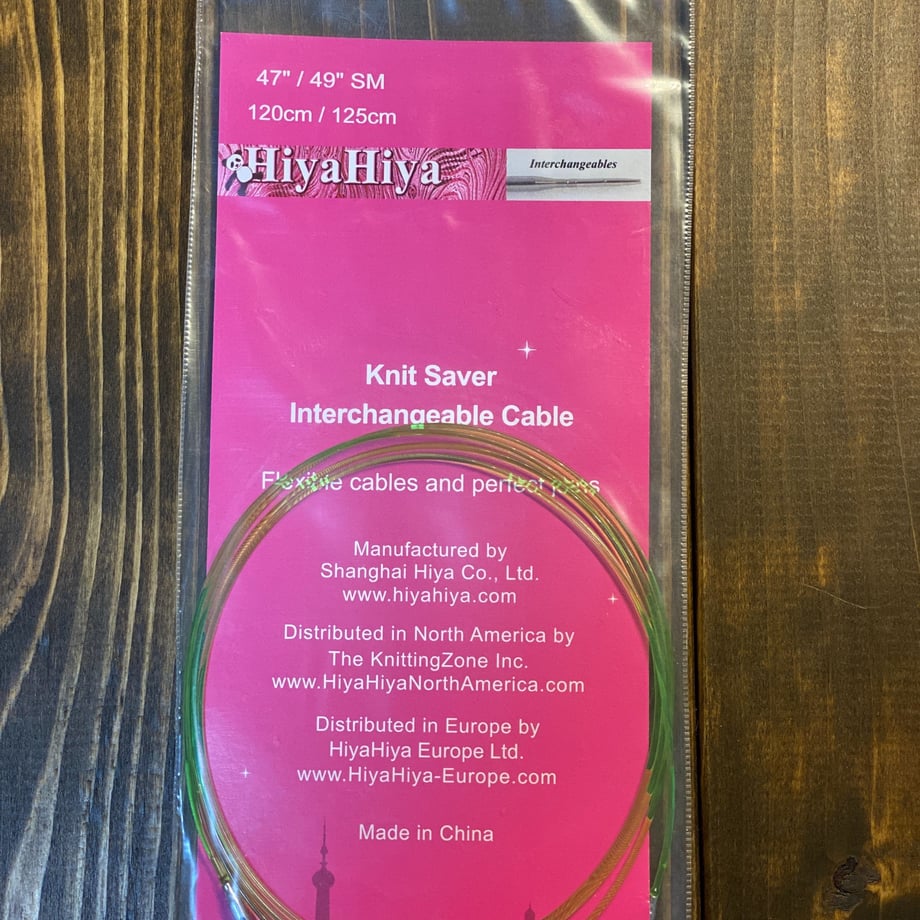 47" / 49" SM
120cm / 125cm
HiyaHiya
Interchangeables
Knit Saver
Interchangeable Cable
Flexible cables and perfect joins
Manufactured by
Shanghai Hiya Co., Ltd.
www.hiyahiya.com
Distributed in North America by
The KnittingZone Inc.
www.HiyaHiyaNorthAmerica.com
Distributed in Europe by
HiyaHiya Europe Ltd.
www.HiyaHiya-Europe.com
Made in China